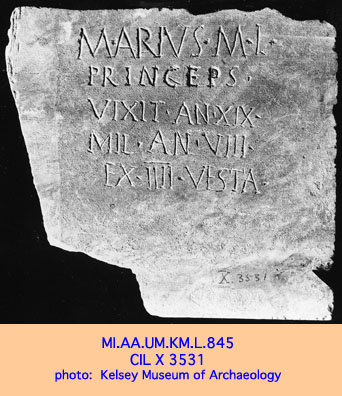 MARIVS·M·L·
PRINCEPS·
VIXIT·AN·XIX·
MIL·AN·VIII·
EX·IIII·VESTA·
X. 3531
MI.AA.UM.KM.L.845
CIL X 3531
photo: Kelsey Museum of Archaeology